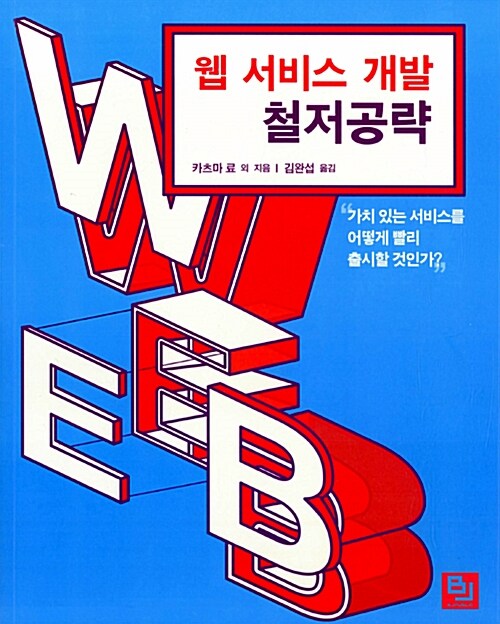 웹 서비스 개발
철저공략
카츠마 료 외 지음 | 김완섭 옮김
“가치 있는 서비스를
어떻게 빨리
출시할 것인가?”
WEB
BJ